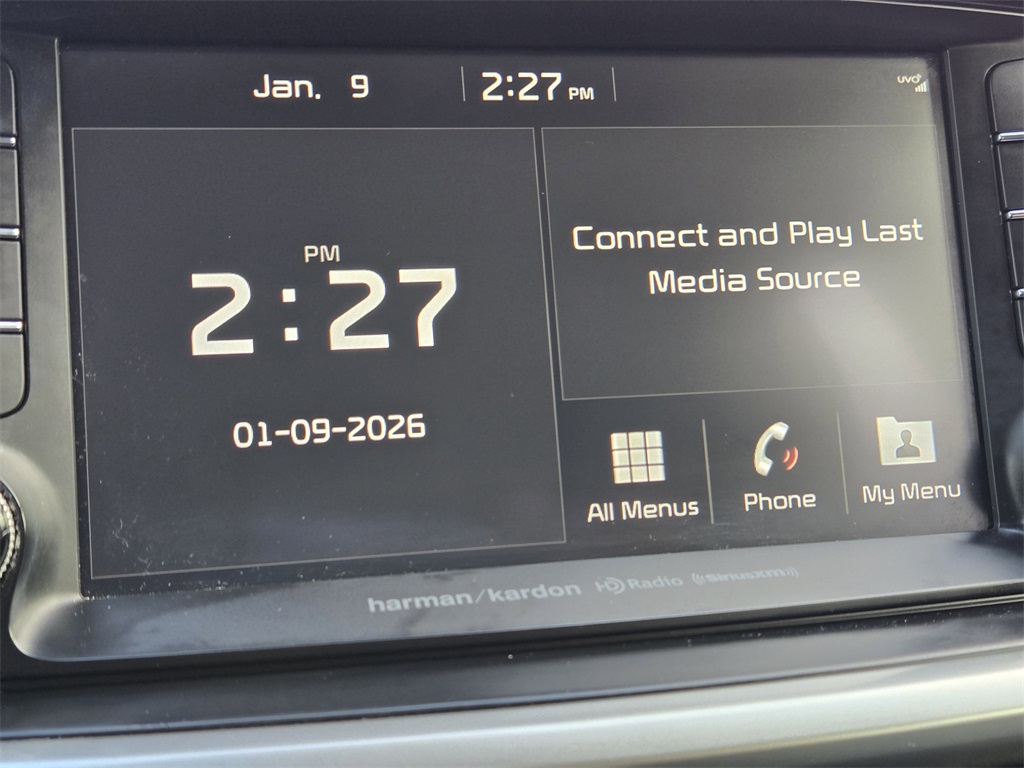 Jan. 9 2:27 PM
uvo
PM
2:27
01-09-2026
Connect and Play Last
Media Source
All Menus
Phone
My Menu
harman/kardon HD Radio ((SiriusXM))